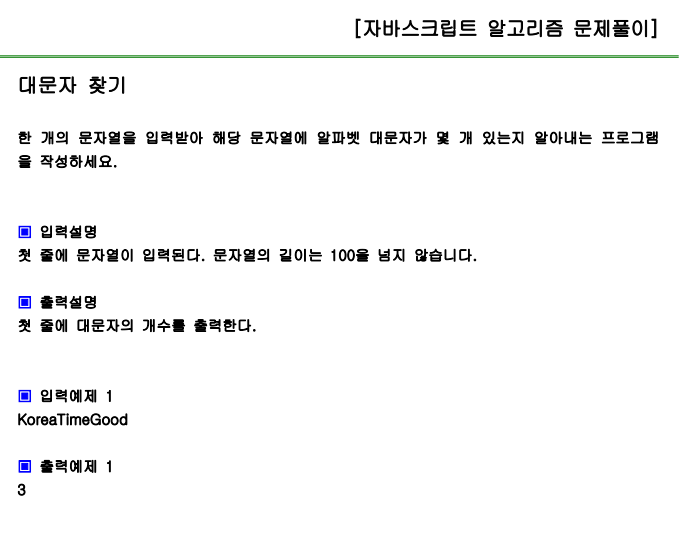 [자바스크립트 알고리즘 문제풀이]
대문자 찾기
한 개의 문자열을 입력받아 해당 문자열에 알파벳 대문자가 몇 개 있는지 알아내는 프로그램
을 작성하세요.
▣ 입력설명
첫 줄에 문자열이 입력된다. 문자열의 길이는 100을 넘지 않습니다.
▣ 출력설명
첫 줄에 대문자의 개수를 출력한다.
▣ 입력예제 1
KoreaTimeGood
▣ 출력예제 1
3